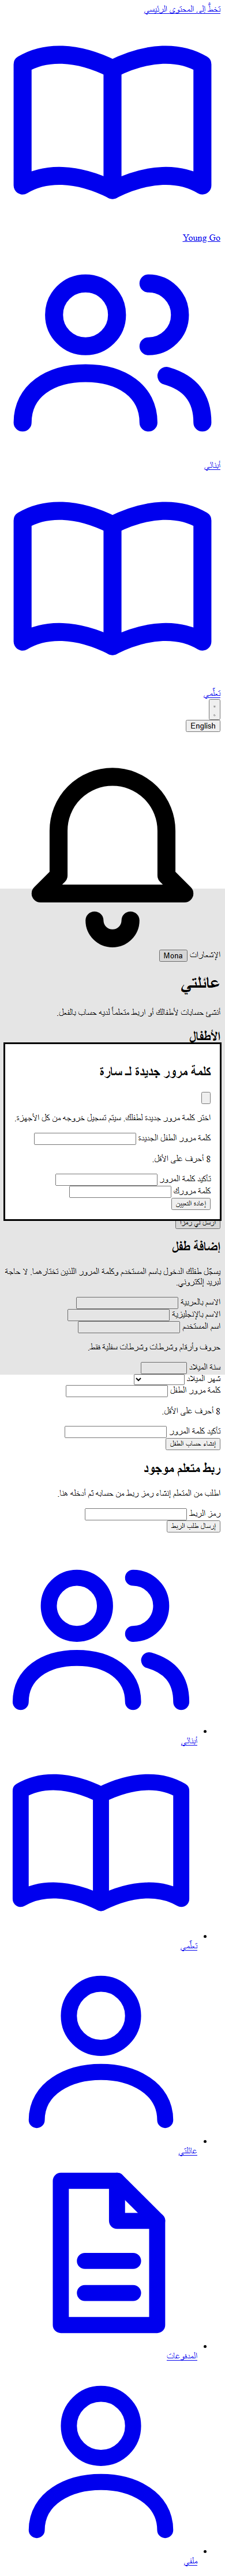 تخطَّ إلى المحتوى الرئيسي
Young Go
أبنائي
تعلّمي
English
الإشعارات Mona
عائلتي
أنشئ حسابات لأطفالك أو اربط متعلماً لديه حساب بالفعل.
الأطفال
كلمة مرور جديدة لـ سارة
اختر كلمة مرور جديدة لطفلك. سيتم تسجيل خروجه من كل الأجهزة.
كلمة مرور الطفل الجديدة
8 أحرف على الأقل.
تأكيد كلمة المرور
كلمة مرورك
إعادة التعيين
أرسل لي رمزاً
إضافة طفل
يسجّل طفلك الدخول باسم المستخدم وكلمة المرور اللذين تختارهما. لا حاجة
لبريد إلكتروني.
الاسم بالعربية
الاسم بالإنجليزية
اسم المستخدم
حروف وأرقام وشرطات وشرطات سفلية فقط.
سنة الميلاد
شهر الميلاد
كلمة مرور الطفل
8 أحرف على الأقل.
تأكيد كلمة المرور
إنشاء حساب الطفل
ربط متعلم موجود
اطلب من المتعلم إنشاء رمز ربط من حسابه ثم أدخله هنا.
رمز الربط
إرسال طلب الربط
أبنائي
تعلّمي
عائلتي
المدفوعات
ملفي